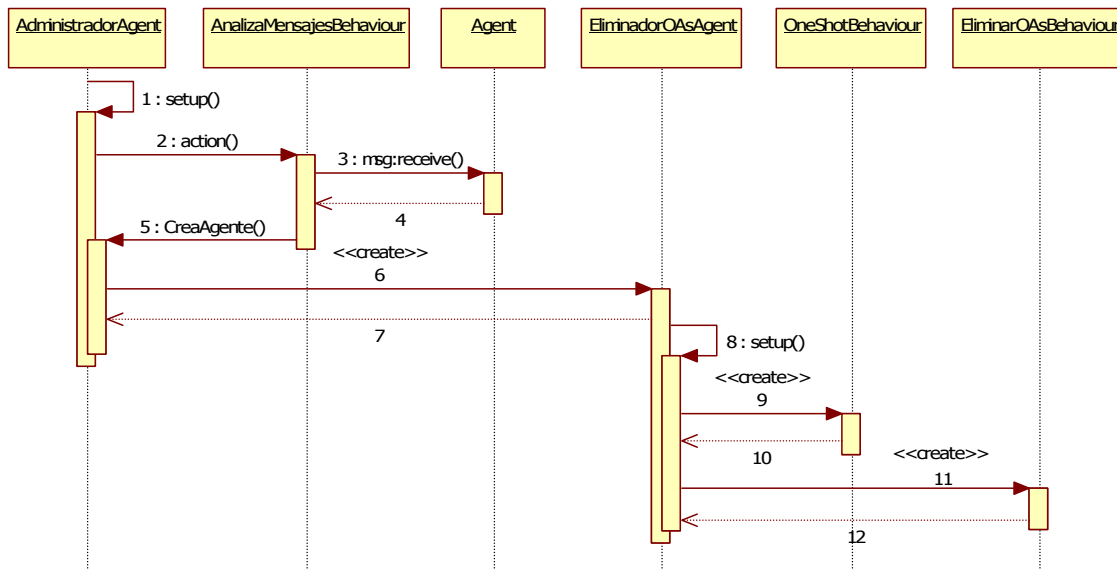 AdministradorAgent
AnalizaMensajesBehaviour
Agent
EliminadorOAsAgent
OneShotBehaviour
EliminarOAsBehaviour
1 : setup()
2 : action()
3 : msg:receive()
4
5 : CreaAgente()
<<create>>
6
7
8 : setup()
<<create>>
9
10
<<create>>
11
12